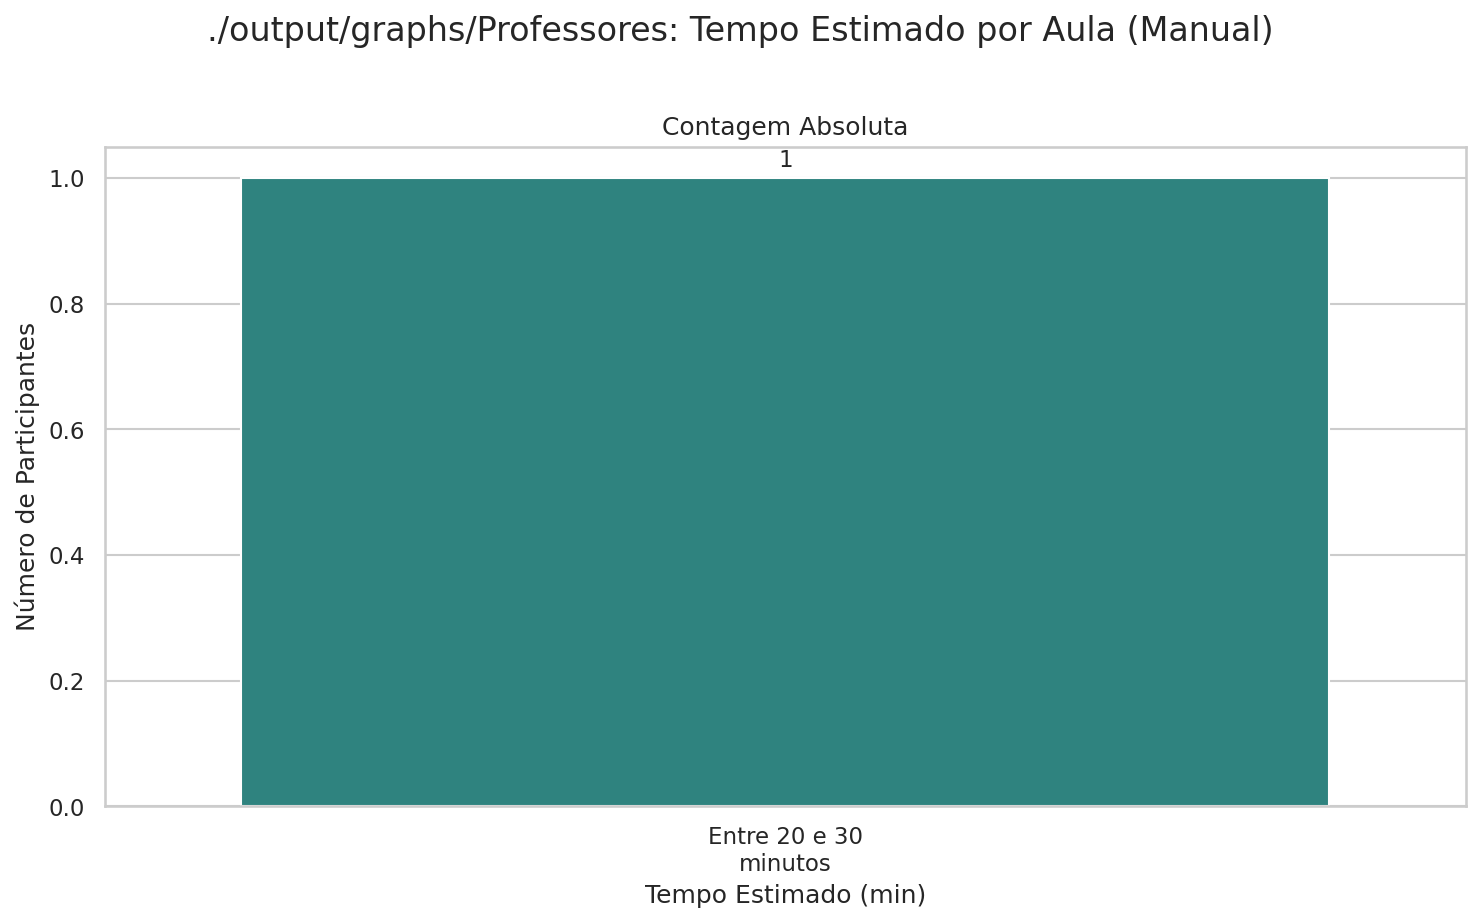 ./output/graphs/Professores: Tempo Estimado por Aula (Manual)
Contagem Absoluta
1
1.0
0.8
0.6
0.4
0.2
0.0
Número de Participantes
Entre 20 e 30
minutos
Tempo Estimado (min)